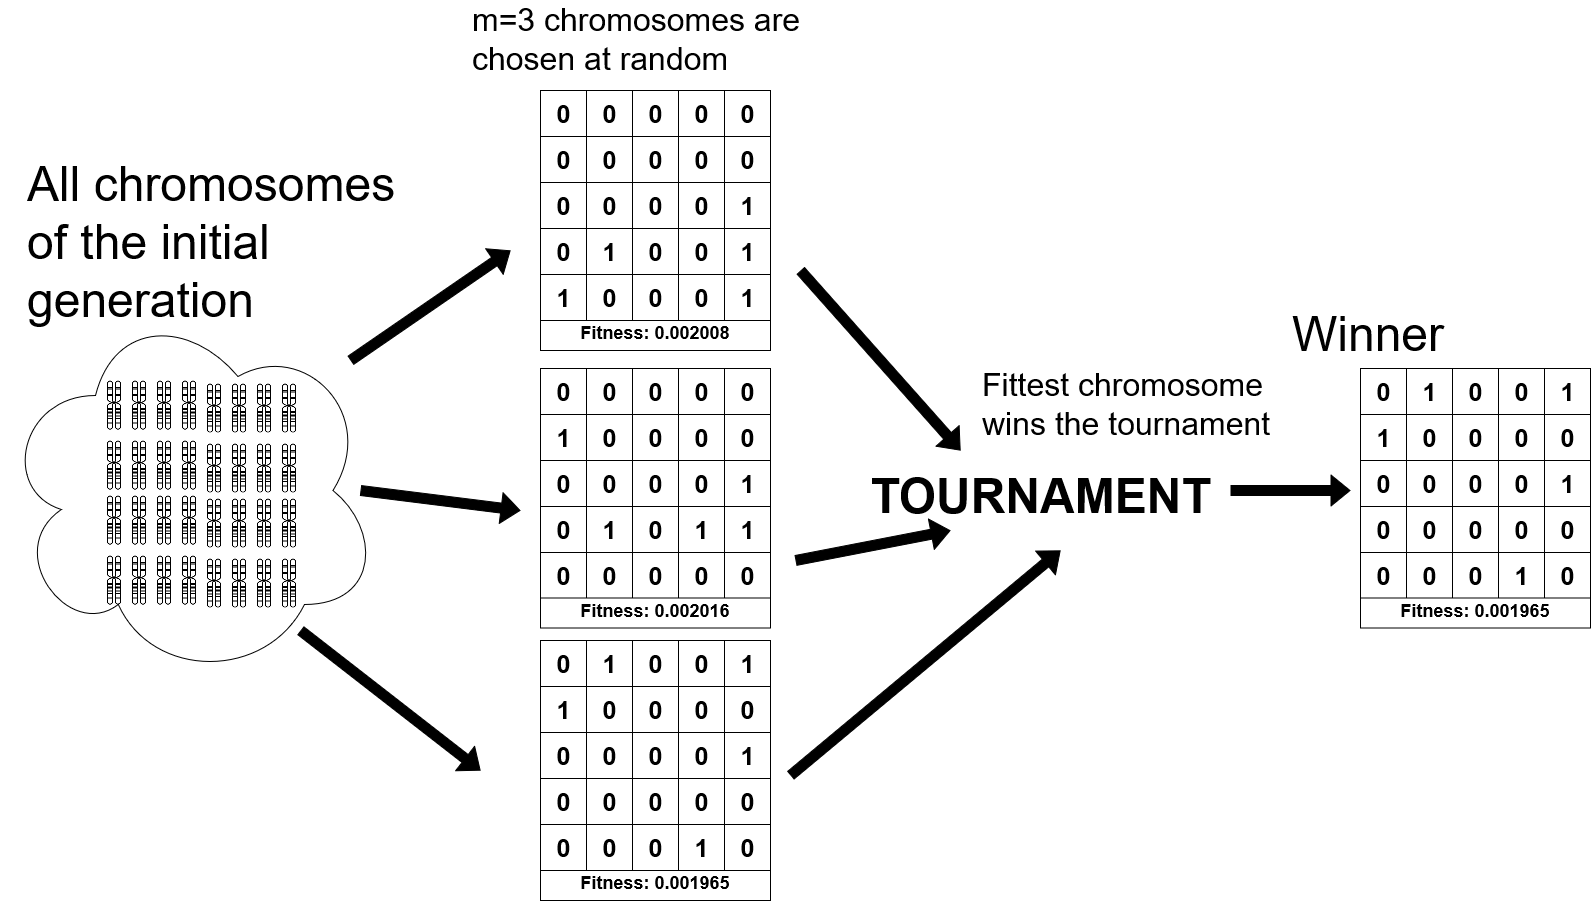 m=3 chromosomes are
chosen at random
All chromosomes
of the initial
generation
0 0 0 0 0
0 0 0 0 0
0 0 0 0 1
0 1 0 0 1
1 0 0 0 1
Fitness: 0.002008
0 0 0 0 0
1 0 0 0 0
0 0 0 0 1
0 1 0 1 1
0 0 0 0 0
Fitness: 0.002016
0 1 0 0 1
1 0 0 0 0
0 0 0 0 1
0 0 0 0 0
0 0 0 1 0
Fitness: 0.001965
Fittest chromosome
wins the tournament
TOURNAMENT
Winner
0 1 0 0 1
1 0 0 0 0
0 0 0 0 1
0 0 0 0 0
0 0 0 1 0
Fitness: 0.001965